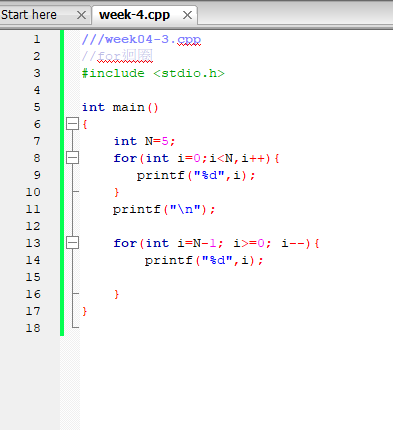 Start here
week-4.cpp
1 ///week04-3.cpp
2 //for迴圈
3 #include <stdio.h>
4
5 int main()
6 {
7 int N=5;
8 for(int i=0;i<N,i++){
9 printf("%d",i);
10 }
11 printf("\n");
12
13 for(int i=N-1; i>=0; i--){
14 printf("%d",i);
15
16 }
17 }
18